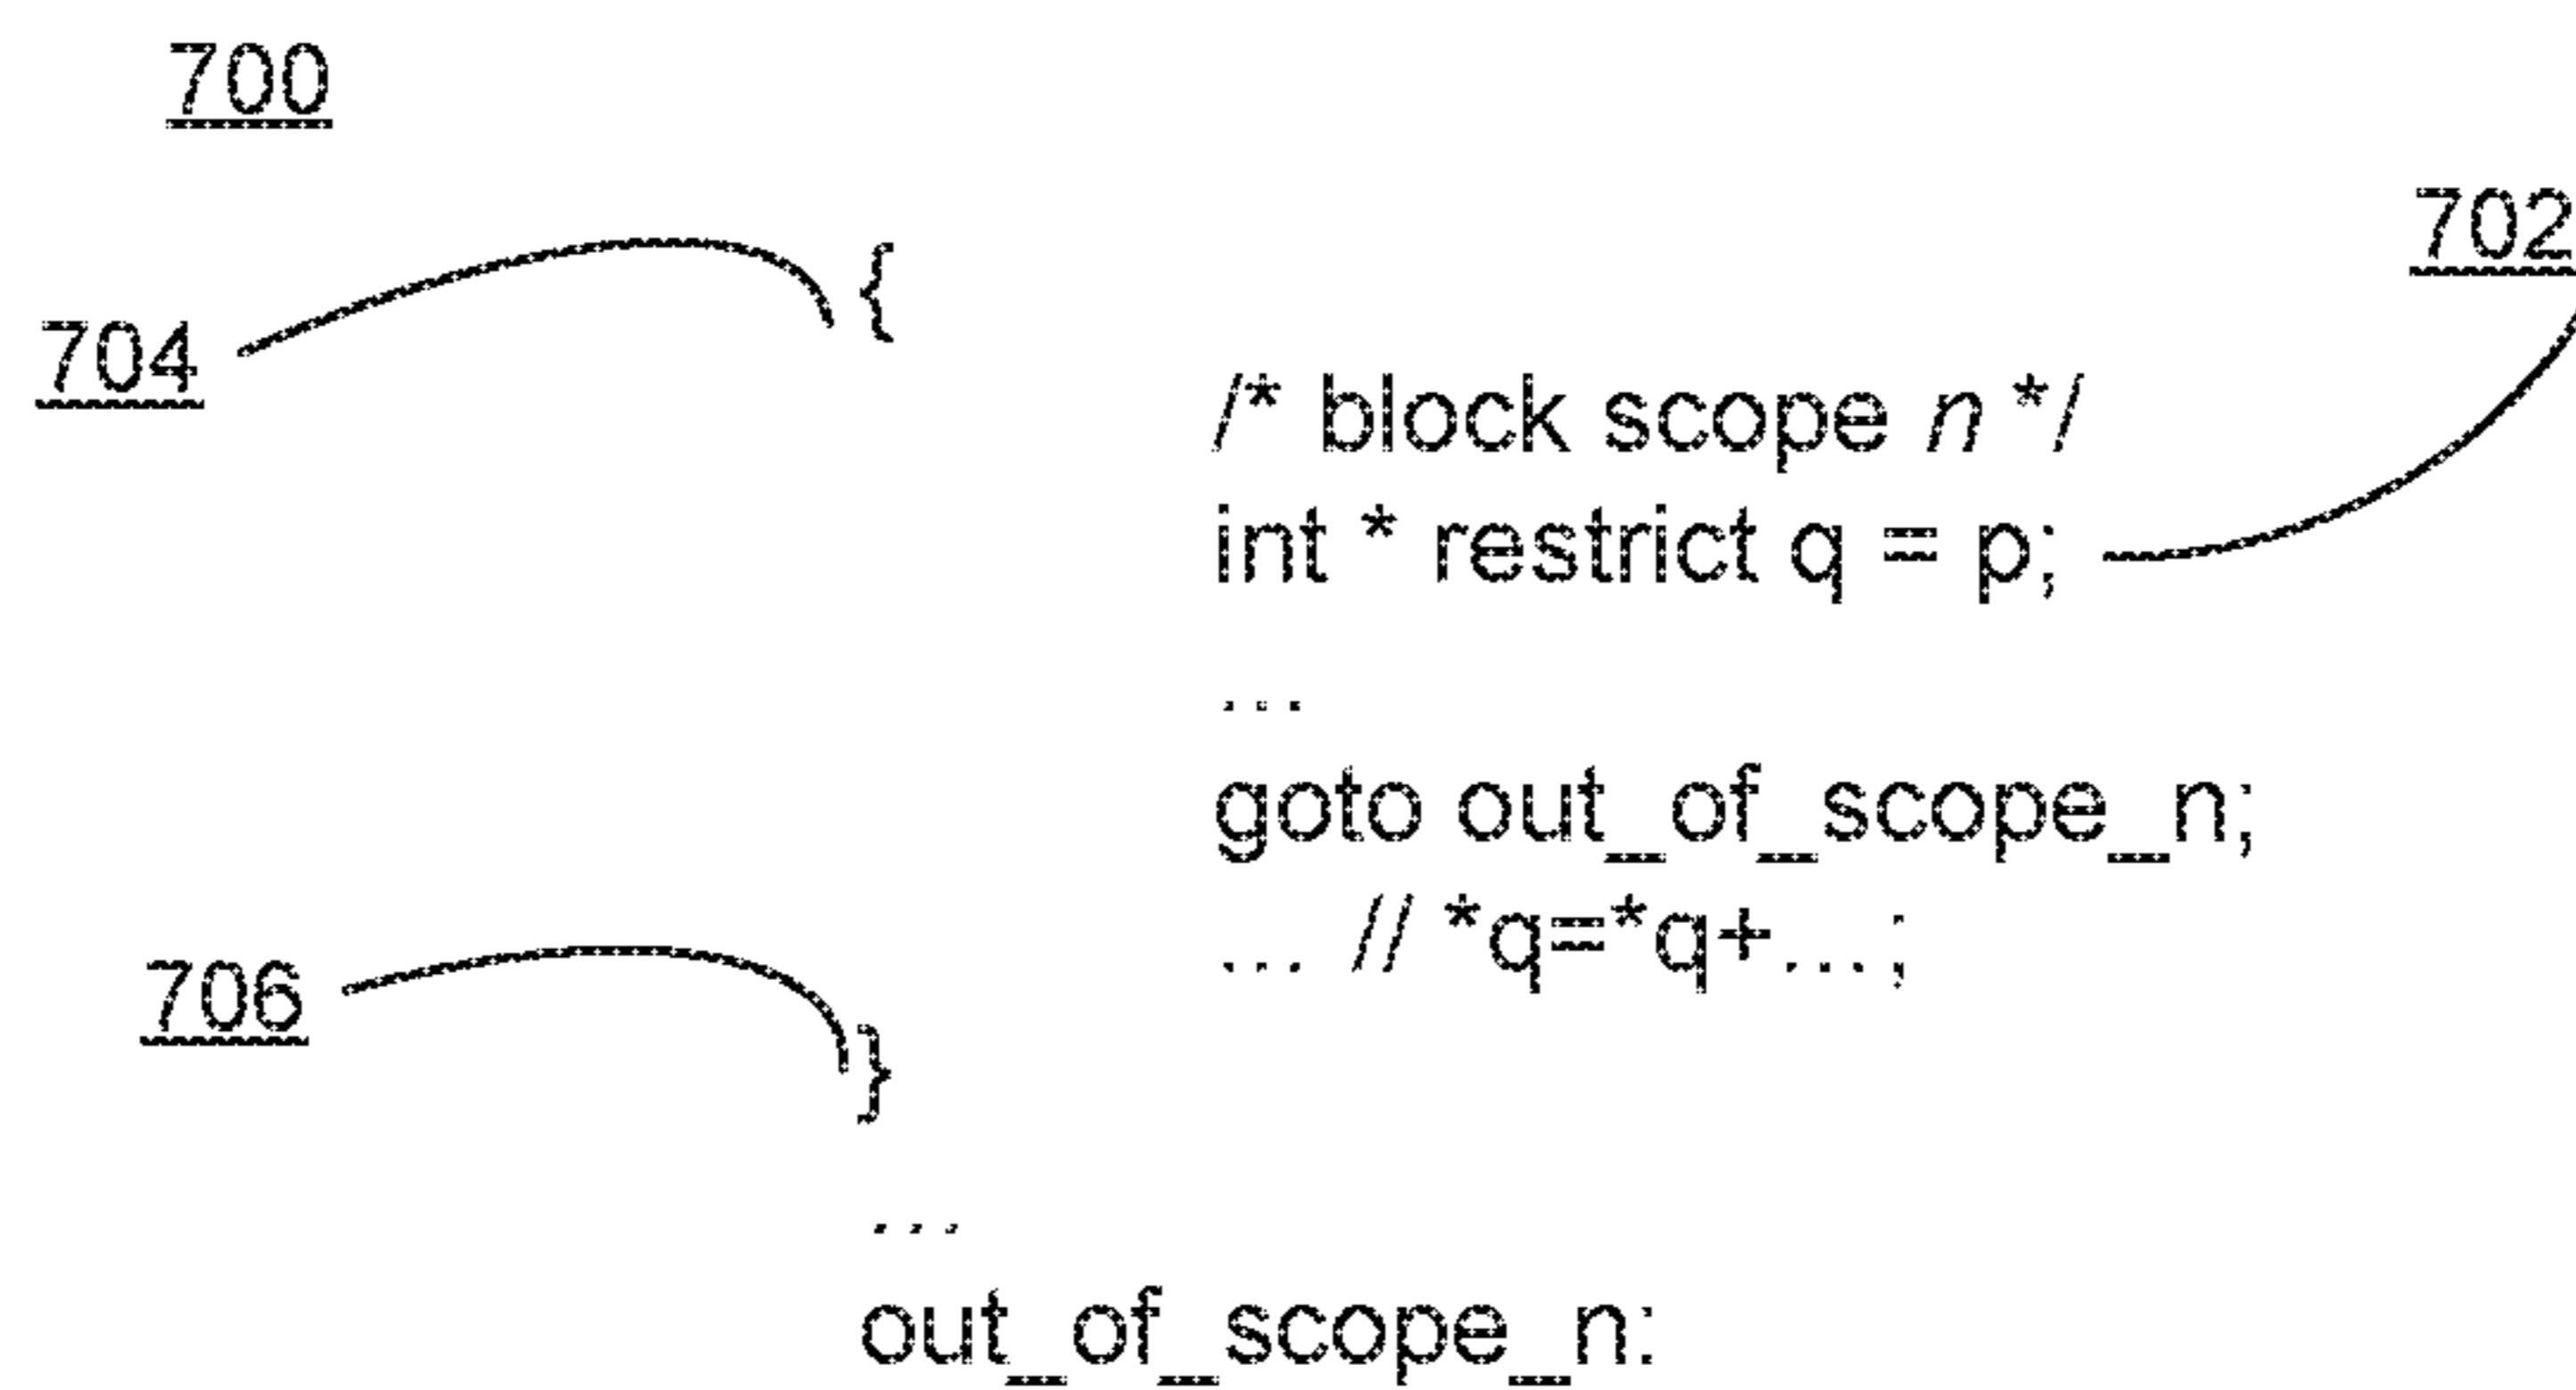 700
702
{
704
/* block scope n */
int * restrict q = p;
...
goto out_of_scope_n;
... // *q=*q+...;
706
}
...
out_of_scope_n: